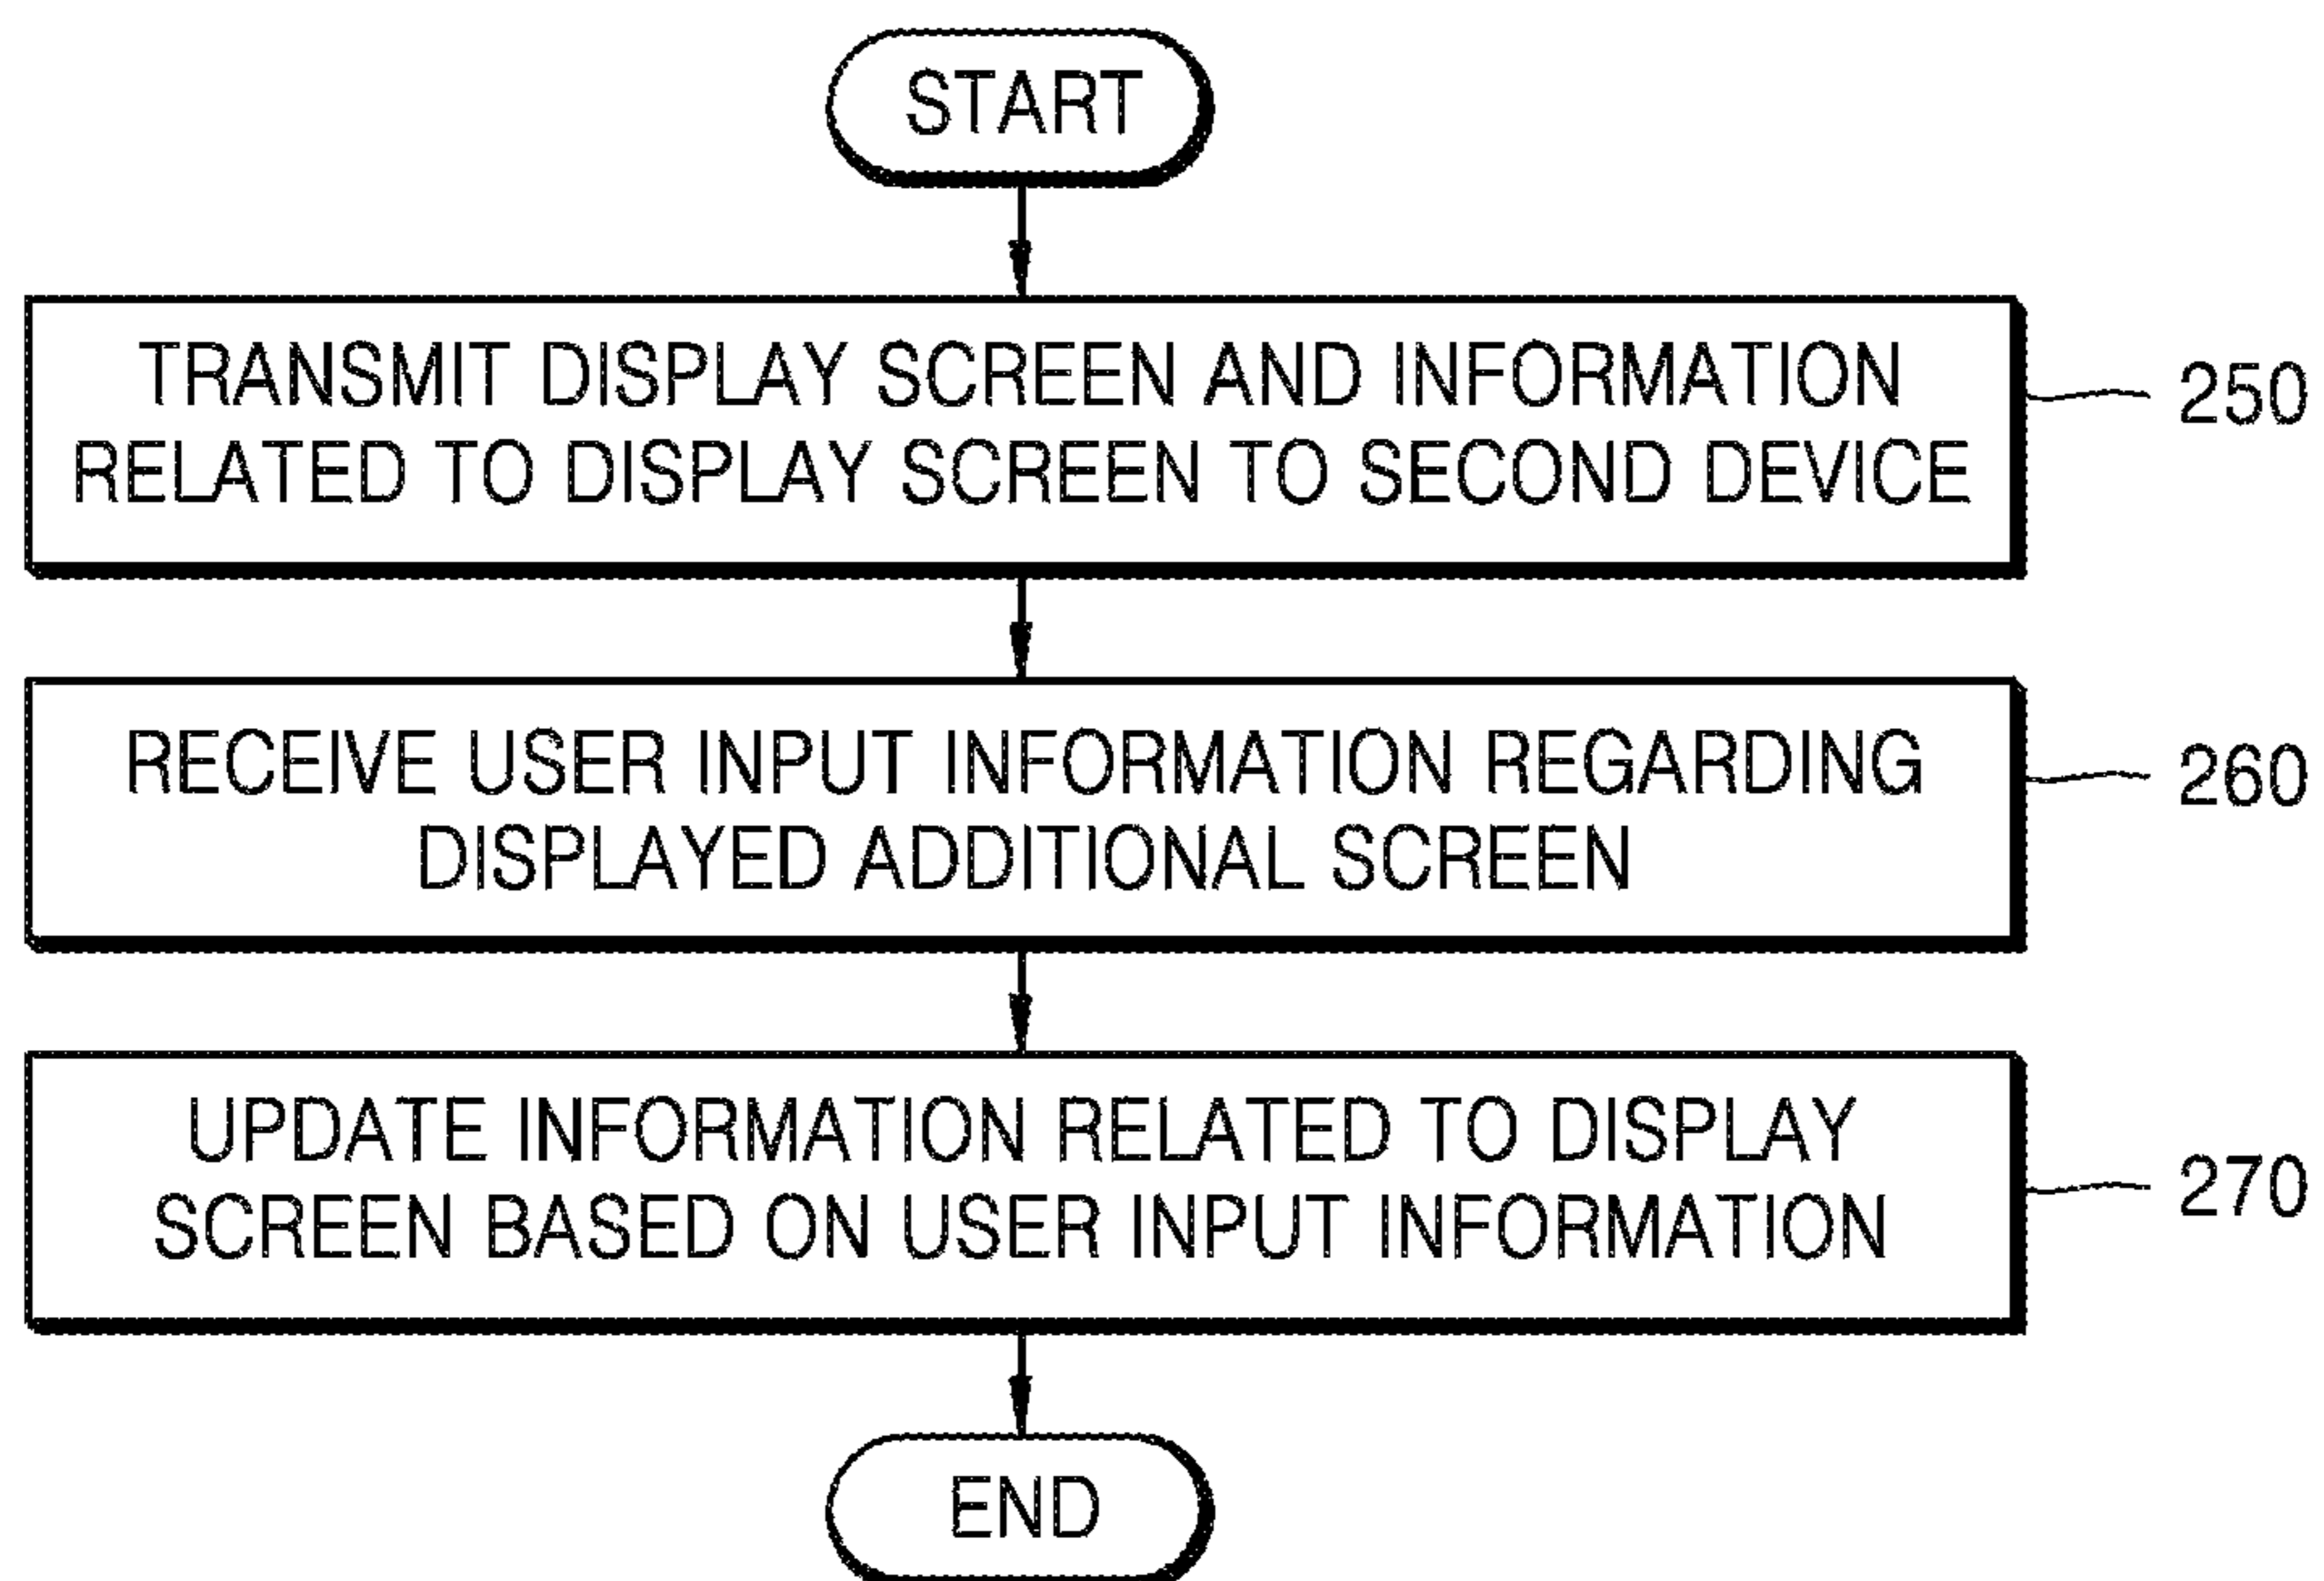 START
TRANSMIT DISPLAY SCREEN AND INFORMATION
RELATED TO DISPLAY SCREEN TO SECOND DEVICE
250
RECEIVE USER INPUT INFORMATION REGARDING
DISPLAYED ADDITIONAL SCREEN
260
UPDATE INFORMATION RELATED TO DISPLAY
SCREEN BASED ON USER INPUT INFORMATION
270
END